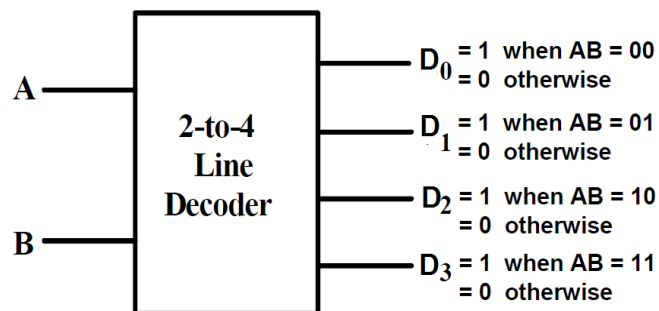 A
B
2-to-4
Line
Decoder
D0 = 1 when AB = 00
= 0 otherwise
D1 = 1 when AB = 01
= 0 otherwise
D2 = 1 when AB = 10
= 0 otherwise
D3 = 1 when AB = 11
= 0 otherwise